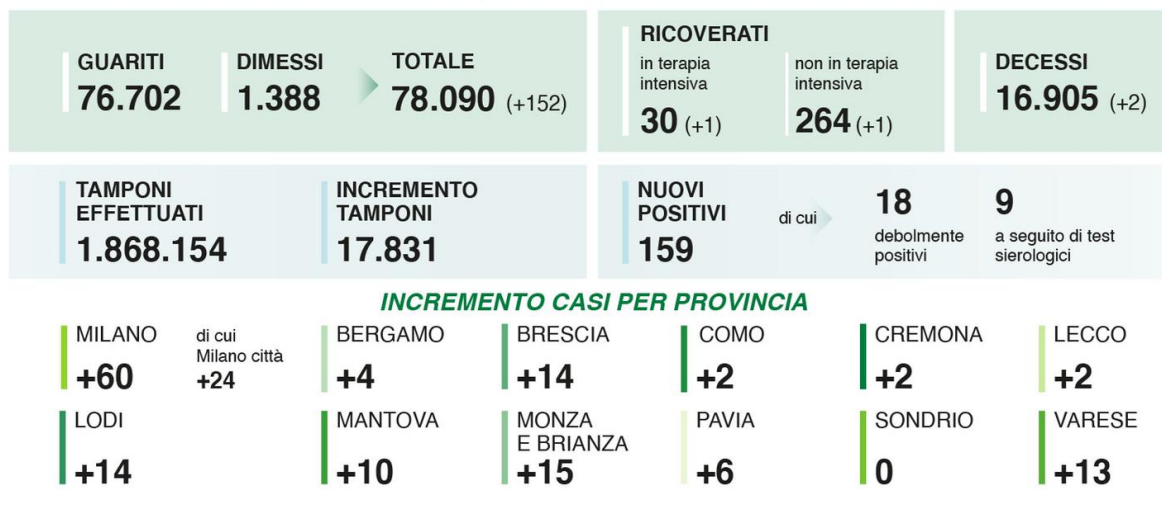 GUARITI
76.702
DIMESSI
1.388
TOTALE
78.090 (+152)
RICOVERATI
in terapia
intensiva
30 (+1)
non in terapia
intensiva
264 (+1)
DECESSI
16.905 (+2)
TAMPONI
EFFETTUATI
1.868.154
INCREMENTO
TAMPONI
17.831
NUOVI
POSITIVI
159
di cui
18
debolmente
positivi
9
a seguito di test
sierologici
INCREMENTO CASI PER PROVINCIA
MILANO
+60
di cui
Milano città
+24
BERGAMO
+4
BRESCIA
+14
COMO
+2
CREMONA
+2
LECCO
+2
LODI
+14
MANTOVA
+10
MONZA
E BRIANZA
+15
PAVIA
+6
SONDRIO
0
VARESE
+13